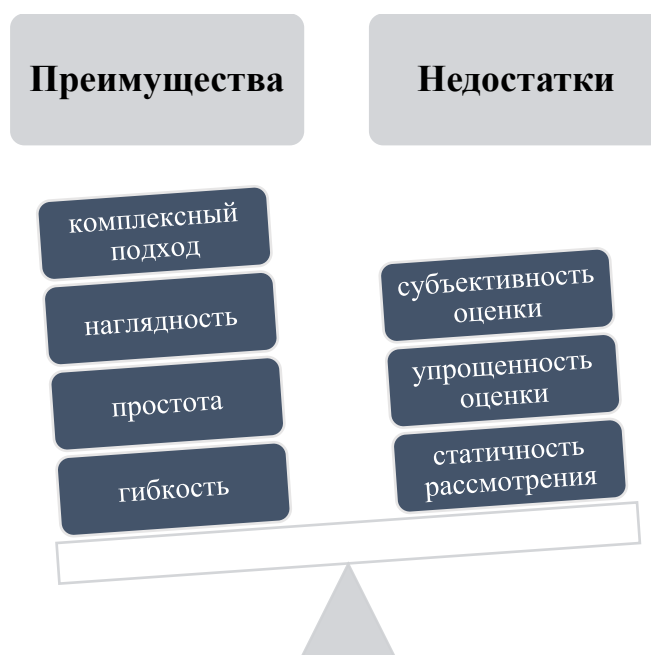 Преимущества
Недостатки
комплексный
подход
наглядность
простота
гибкость
субъективность
оценки
упрощенность
оценки
статичность
рассмотрения